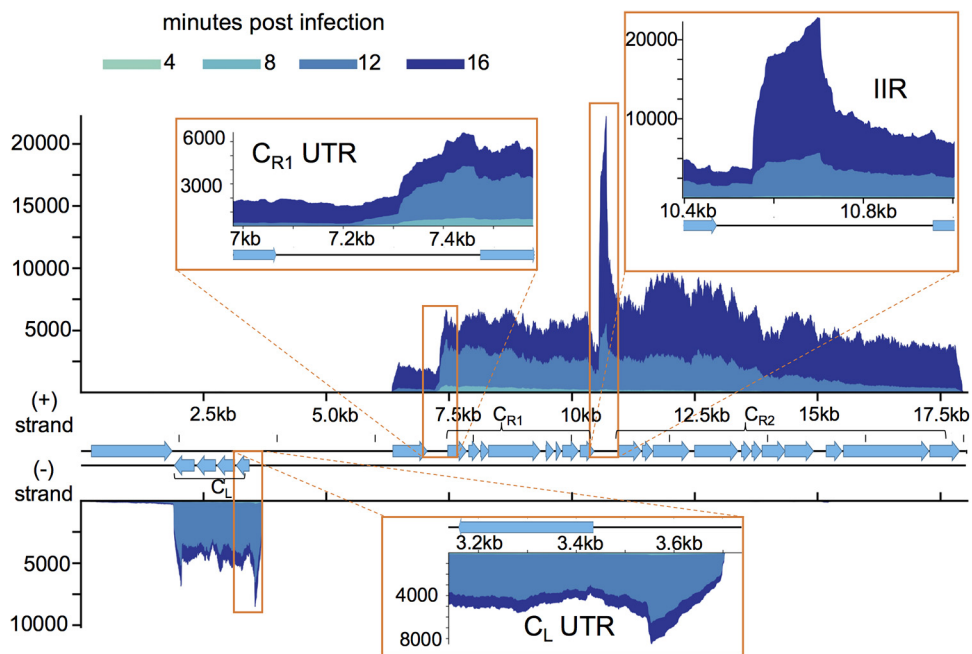 minutes post infection
4 8 12 16
20000
15000
10000
5000
C_R1 UTR
6000
3000
7kb 7.2kb 7.4kb
IIR
20000
10000
10.4kb 10.8kb
(+)
strand
2.5kb 5.0kb 7.5kb 10kb 12.5kb 15kb 17.5kb
C_R1 C_R2
(-)
strand
C_L
5000
10000
3.2kb 3.4kb 3.6kb
4000
8000
C_L UTR